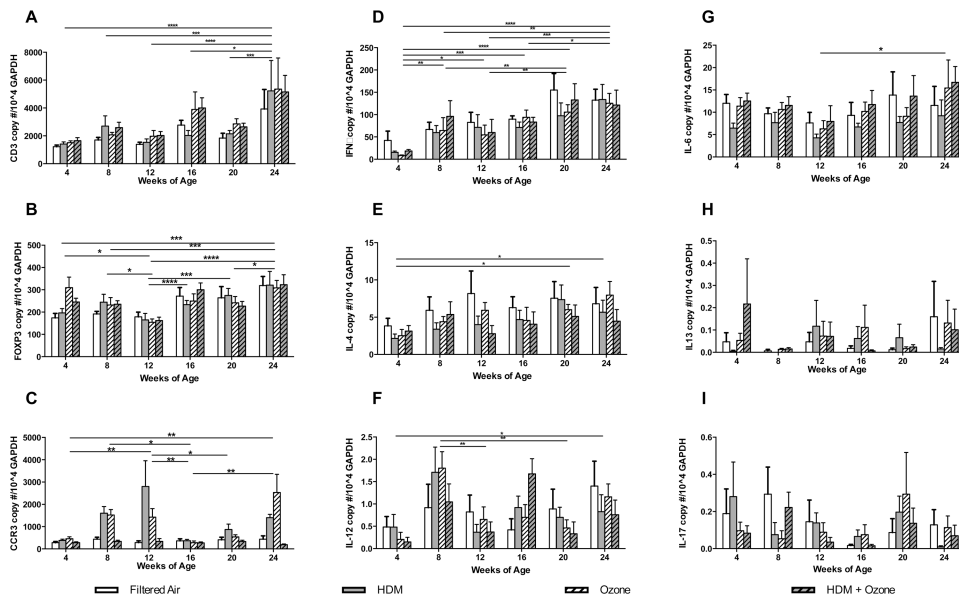 A
CD3 copy #/10^4 GAPDH
8000
6000
4000
2000
0
4 8 12 16 20 24
Weeks of Age
****
***
****
*
***
B
FOXP3 copy #/10^4 GAPDH
500
400
300
200
100
0
4 8 12 16 20 24
Weeks of Age
***
***
*
****
*
***
*
****
C
CCR3 copy #/10^4 GAPDH
5000
4000
3000
2000
1000
0
4 8 12 16 20 24
Weeks of Age
**
*
**
*
**
**
D
IFN copy #/10^4 GAPDH
300
250
200
150
100
50
0
4 8 12 16 20 24
Weeks of Age
****
**
***
****
*
***
*
**
**
**
E
IL-4 copy #/10^4 GAPDH
15
10
5
0
4 8 12 16 20 24
Weeks of Age
*
*
F
IL-12 copy #/10^4 GAPDH
2.5
2.0
1.5
1.0
0.5
0.0
4 8 12 16 20 24
Weeks of Age
*
**
**
G
IL-6 copy #/10^4 GAPDH
25
20
15
10
5
0
4 8 12 16 20 24
Weeks of Age
*
H
IL13 copy #/10^4 GAPDH
0.5
0.4
0.3
0.2
0.1
0.0
4 8 12 16 20 24
Weeks of Age
I
IL-17 copy #/10^4 GAPDH
0.6
0.4
0.2
0.0
4 8 12 16 20 24
Weeks of Age
Filtered Air HDM Ozone HDM + Ozone